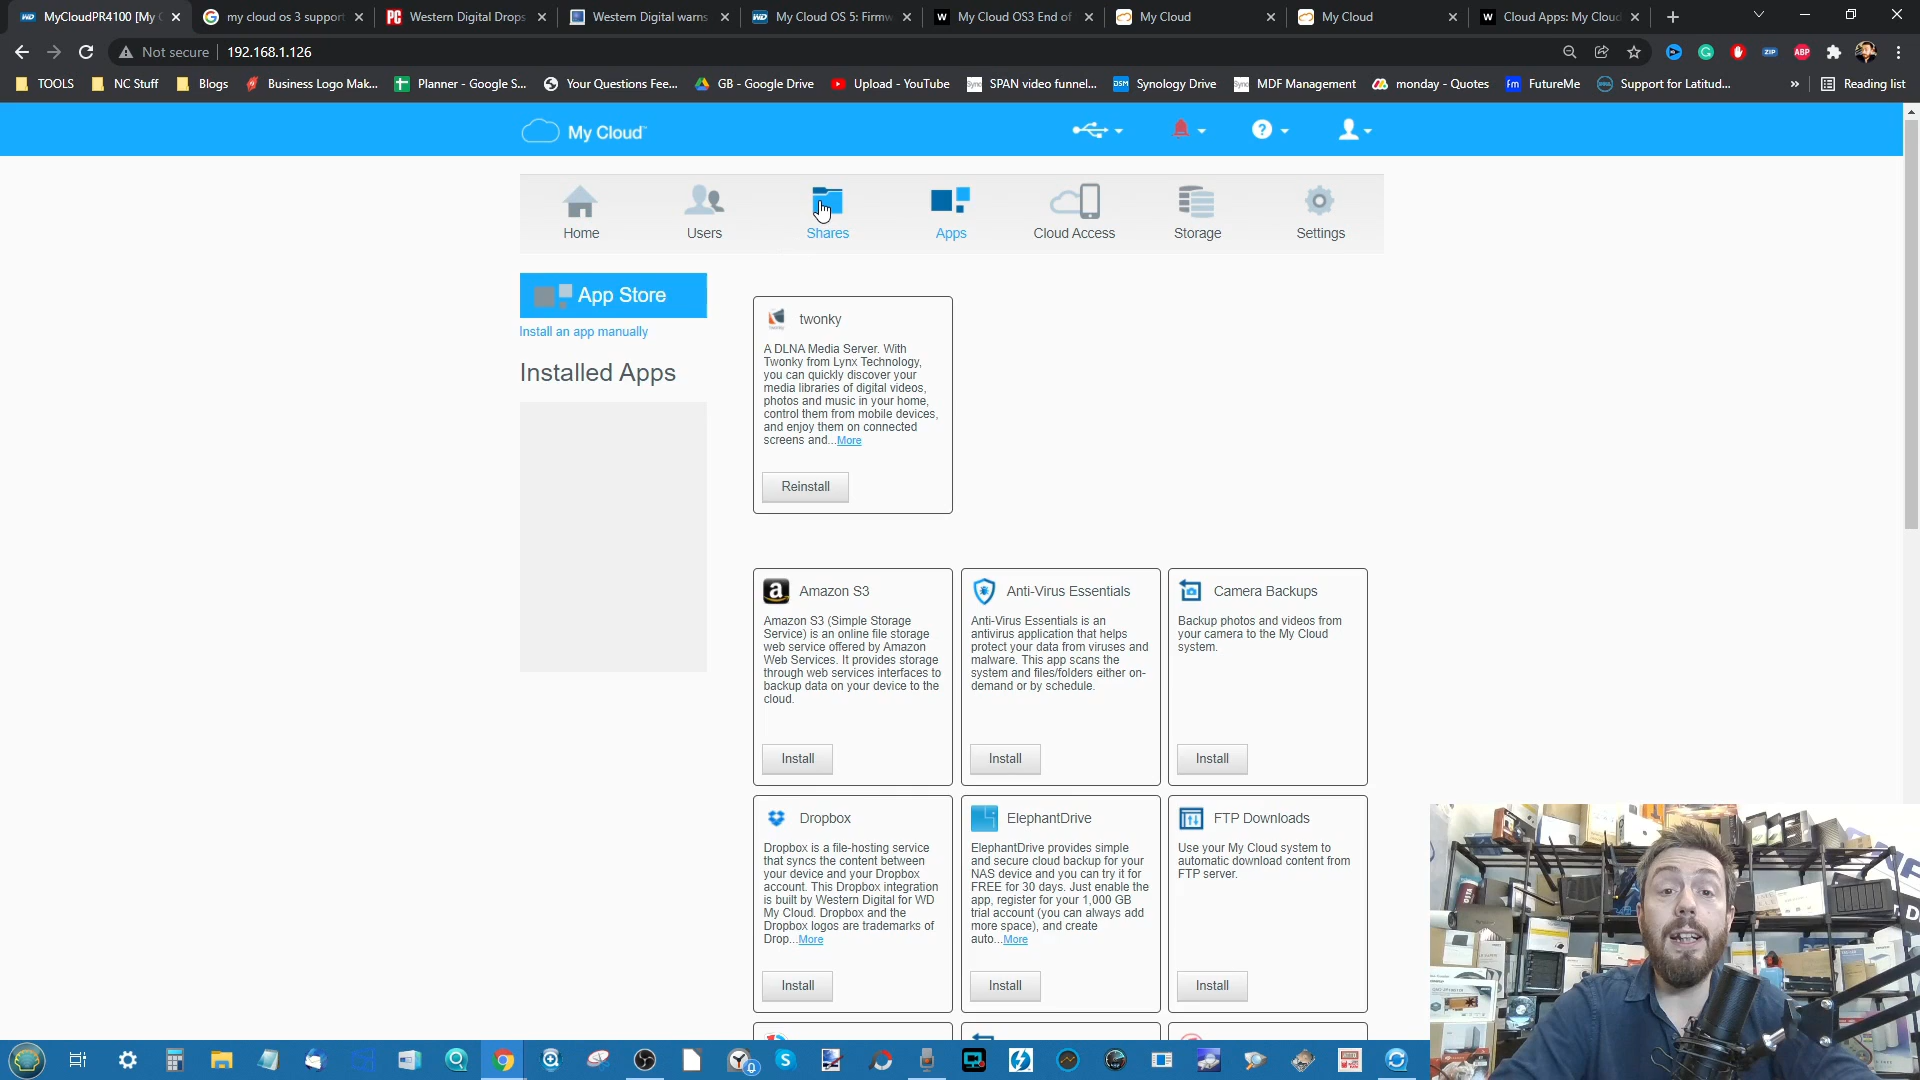 MyCloudPR4100 [My C
my cloud os 3 support
Western Digital Drops
Western Digital warns
My Cloud OS 5: Firmw
My Cloud OS3 End of
My Cloud
My Cloud
Cloud Apps: My Cloud
Not secure
192.168.1.126
TOOLS
NC Stuff
Blogs
Business Logo Mak...
Planner - Google S...
Your Questions Fee...
GB - Google Drive
Upload - YouTube
SPAN video funnel...
Synology Drive
MDF Management
monday - Quotes
FutureMe
Support for Latitud...
Reading list
My Cloud
Home
Users
Shares
Apps
Cloud Access
Storage
Settings
App Store
Install an app manually
Installed Apps
twonky
A DLNA Media Server. With
Twonky from Lynx Technology,
you can quickly discover your
media libraries of digital videos,
photos and music in your home,
control them from mobile devices,
and enjoy them on connected
screens and...More
Reinstall
Amazon S3
Amazon S3 (Simple Storage
Service) is an online file storage
web service offered by Amazon
Web Services. It provides storage
through web services interfaces to
backup data on your device to the
cloud.
Install
Anti-Virus Essentials
Anti-Virus Essentials is an
antivirus application that helps
protect your data from viruses and
malware. This app scans the
system and files/folders either on-
demand or by schedule.
Install
Camera Backups
Backup photos and videos from
your camera to the My Cloud
system.
Install
Dropbox
Dropbox is a file-hosting service
that syncs the content between
your device and your Dropbox
account. This Dropbox integration
is built by Western Digital for WD
My Cloud. Dropbox and the
Dropbox logos are trademarks of
Drop...More
Install
ElephantDrive
ElephantDrive provides simple
and secure cloud backup for your
NAS device and you can try it for
FREE for 30 days. Just enable the
app, register for your 1,000 GB
trial account (you can always add
more space), and create
auto...More
Install
FTP Downloads
Use your My Cloud system to
automatic download content from
FTP server.
Install